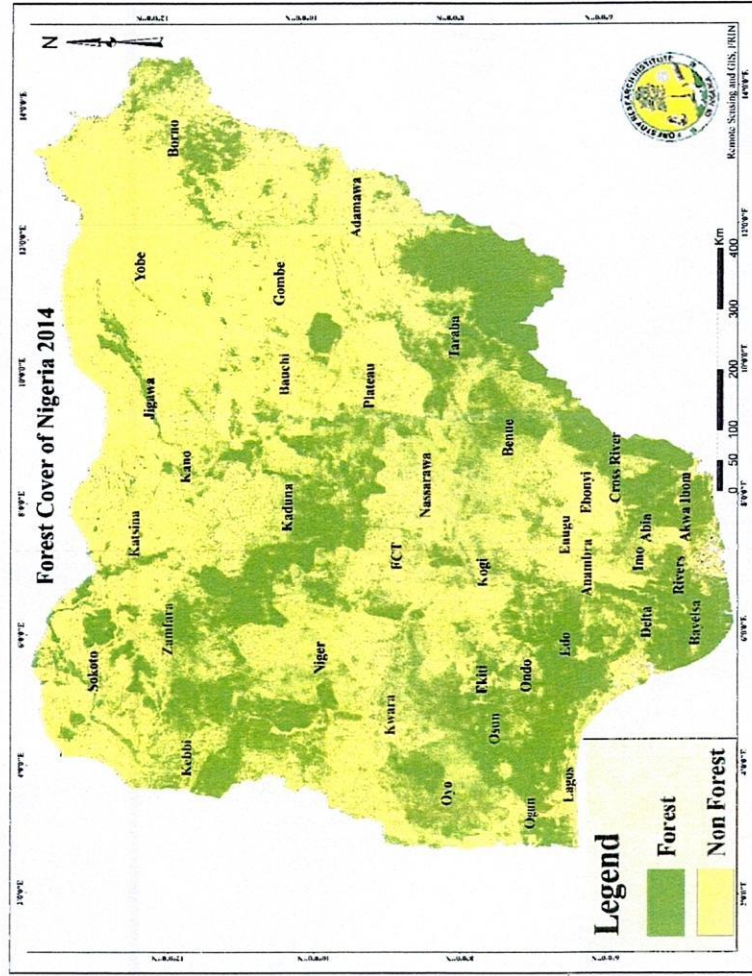 Forest Cover of Nigeria 2014
N
Sokoto
Katsina
Jigawa
Yobe
Borno
Kebbi
Zamfara
Kano
Kaduna
Bauchi
Gombe
Niger
Adamawa
Plateau
Kwara
FCT
Nassarawa
Taraba
Oyo
Osun
Ekiti
Kogi
Benue
Ogun
Ondo
Edo
Enugu
Anambra
Ebonyi
Lagos
Cross River
Delta
Imo
Abia
Rivers
Bayelsa
Akwa Ibom
Legend
Forest
Non Forest
0 50 100 200 300 400
Km
Remote Sensing and GIS, FRIN